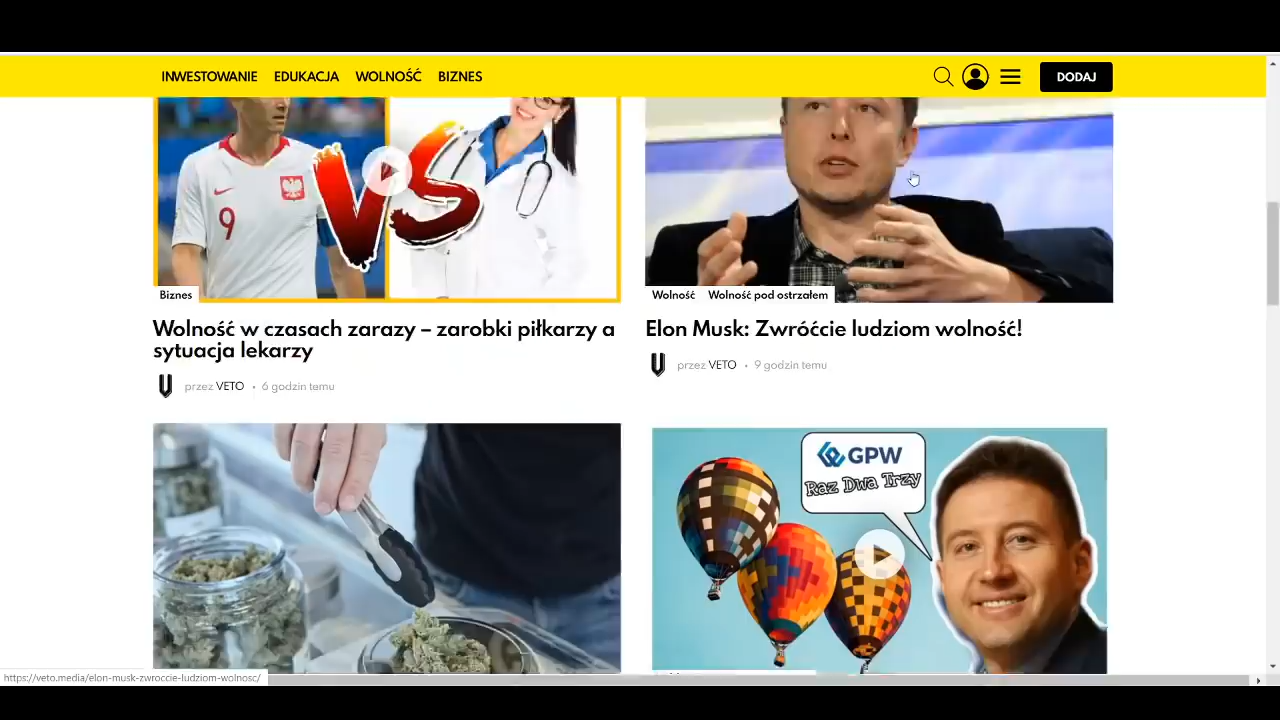 INWESTOWANIE EDUKACJA WOLNOŚĆ BIZNES DODAJ
9
VS
Biznes
Wolność w czasach zarazy – zarobki piłkarzy a
sytuacja lekarzy
przez VETO • 6 godzin temu
Wolność Wolność pod ostrzałem
Elon Musk: Zwróćcie ludziom wolność!
przez VETO • 9 godzin temu
GPW
Raz Dwa Trzy
https://veto.media/elon-musk-zwroccie-ludziom-wolnosc/